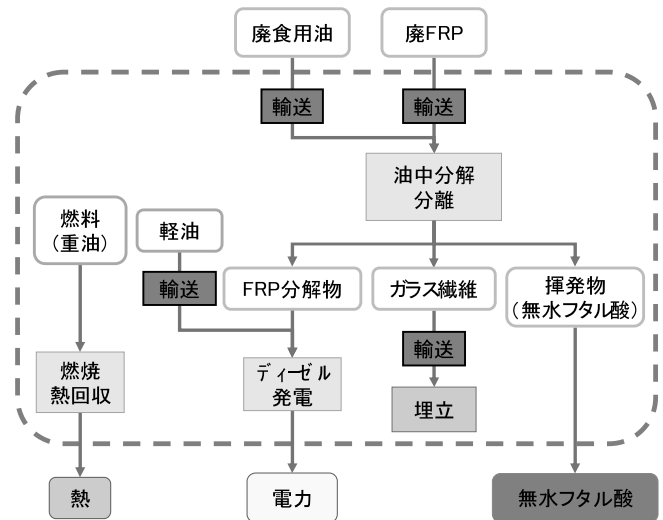 廃食用油
廃FRP
輸送
輸送
油中分解
分離
燃料
(重油)
軽油
輸送
FRP分解物
ガラス繊維
揮発物
(無水フタル酸)
輸送
燃焼
熱回収
ディーゼル
発電
埋立
熱
電力
無水フタル酸